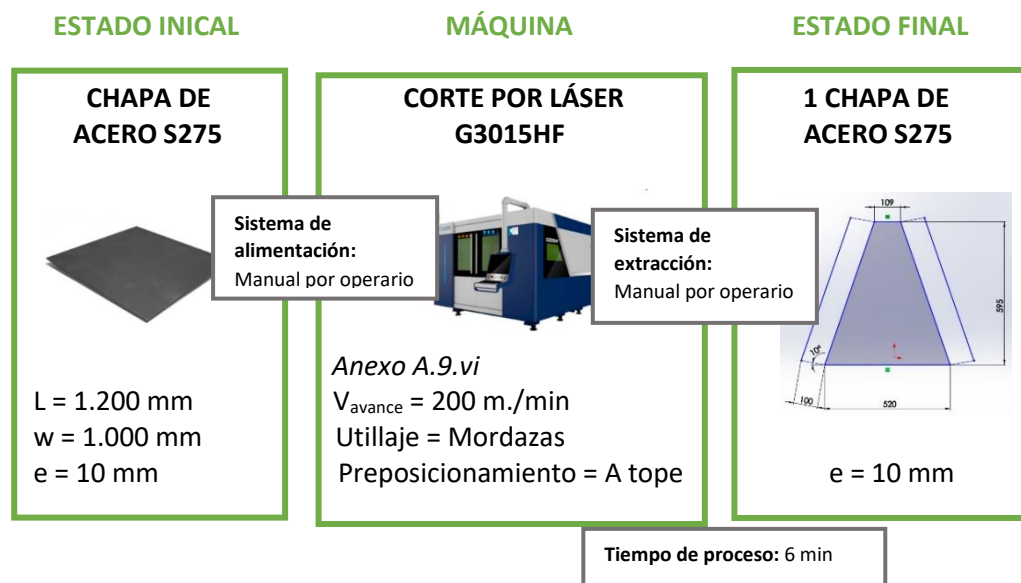 ESTADO INICAL
MÁQUINA
ESTADO FINAL
CHAPA DE
ACERO S275
Sistema de
alimentación:
Manual por operario
L = 1.200 mm
w = 1.000 mm
e = 10 mm
CORTE POR LÁSER
G3015HF
Anexo A.9.vi
Vavance = 200 m./min
Utillaje = Mordazas
Preposicionamiento = A tope
Sistema de
extracción:
Manual por operario
1 CHAPA DE
ACERO S275
109
595
10°
100
520
e = 10 mm
Tiempo de proceso: 6 min